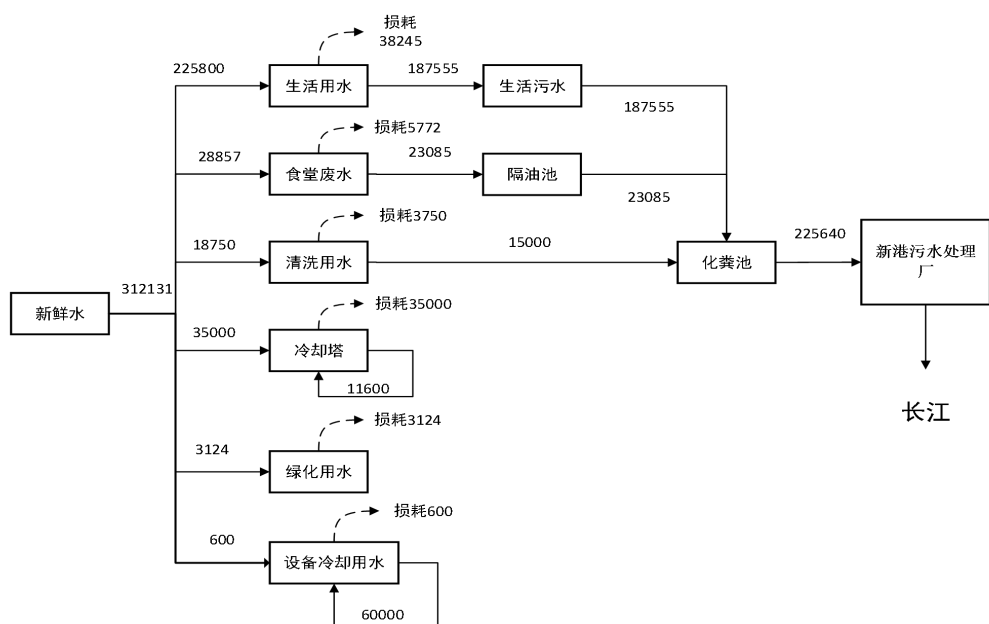 损耗
38245
225800
生活用水
187555
生活污水
187555
损耗5772
28857
食堂废水
23085
隔油池
23085
损耗3750
18750
清洗用水
15000
化粪池
225640
新港污水处理
厂
312131
新鲜水
损耗35000
35000
冷却塔
11600
长江
损耗3124
3124
绿化用水
损耗600
600
设备冷却用水
60000